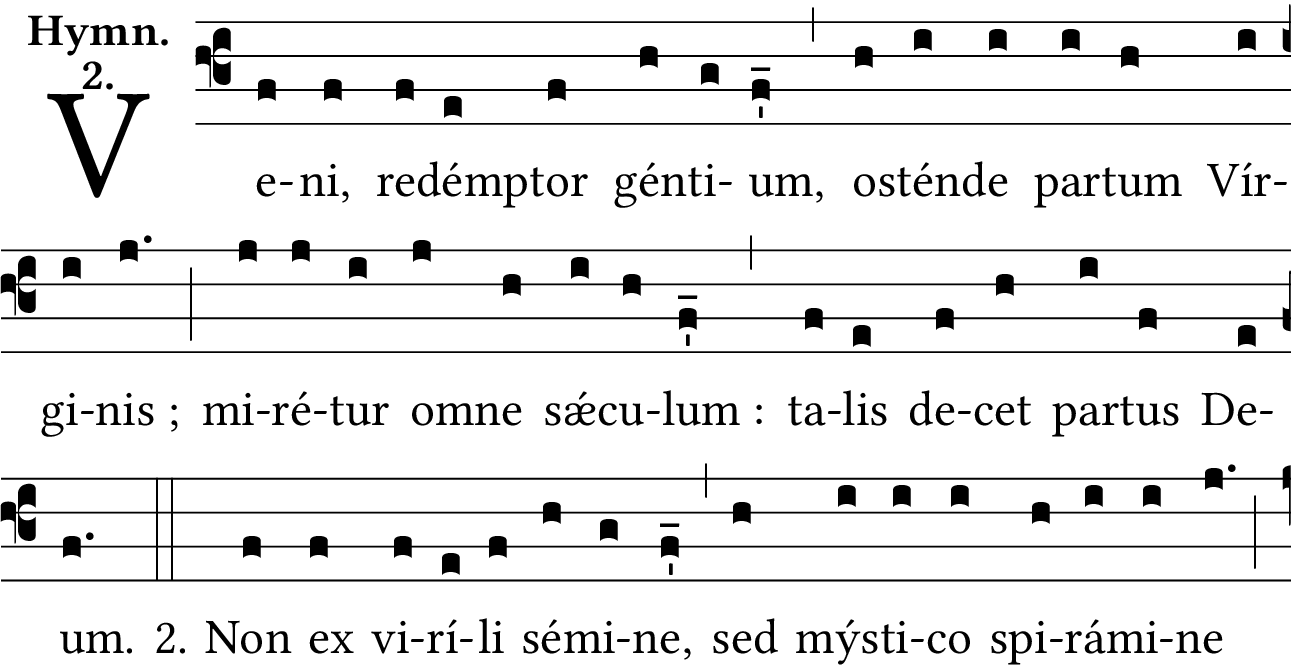 Hymn.
2.
Ve-ni, redémptor génti- um, osténde partum Vír-
gi-nis ; mi-ré-tur omne sǽcu-lum : ta-lis de-cet partus De-
um. 2. Non ex vi-rí-li sémi-ne, sed mýsti-co spi-rámi-ne